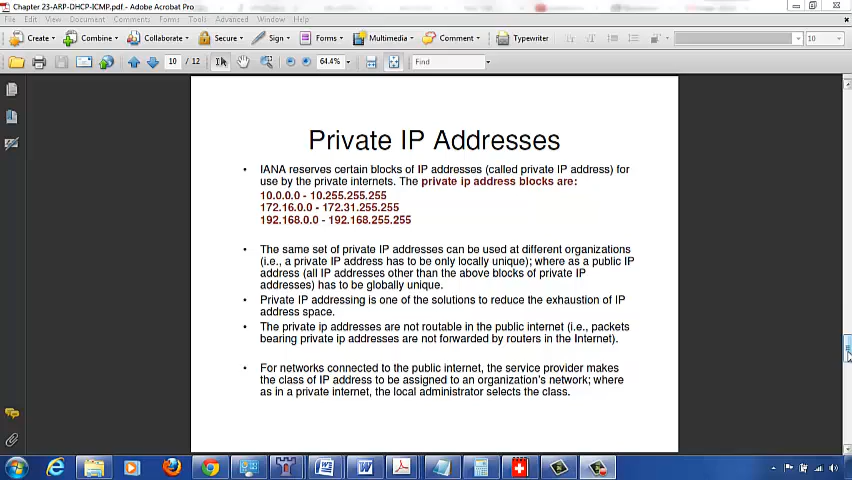 Chapter 23-ARP-DHCP-ICMP.pdf - Adobe Acrobat Pro
File Edit View Document Comments Forms Tools Advanced Window Help
Create Combine Collaborate Secure Sign Forms Multimedia Comment Typewriter 10
10 / 12 64.4% Find
Private IP Addresses
• IANA reserves certain blocks of IP addresses (called private IP address) for
use by the private internets. The private ip address blocks are:
10.0.0.0 - 10.255.255.255
172.16.0.0 - 172.31.255.255
192.168.0.0 - 192.168.255.255
• The same set of private IP addresses can be used at different organizations
(i.e., a private IP address has to be only locally unique); where as a public IP
address (all IP addresses other than the above blocks of private IP
addresses) has to be globally unique.
• Private IP addressing is one of the solutions to reduce the exhaustion of IP
address space.
• The private ip addresses are not routable in the public internet (i.e., packets
bearing private ip addresses are not forwarded by routers in the Internet).
• For networks connected to the public internet, the service provider makes
the class of IP address to be assigned to an organization's network; where
as in a private internet, the local administrator selects the class.